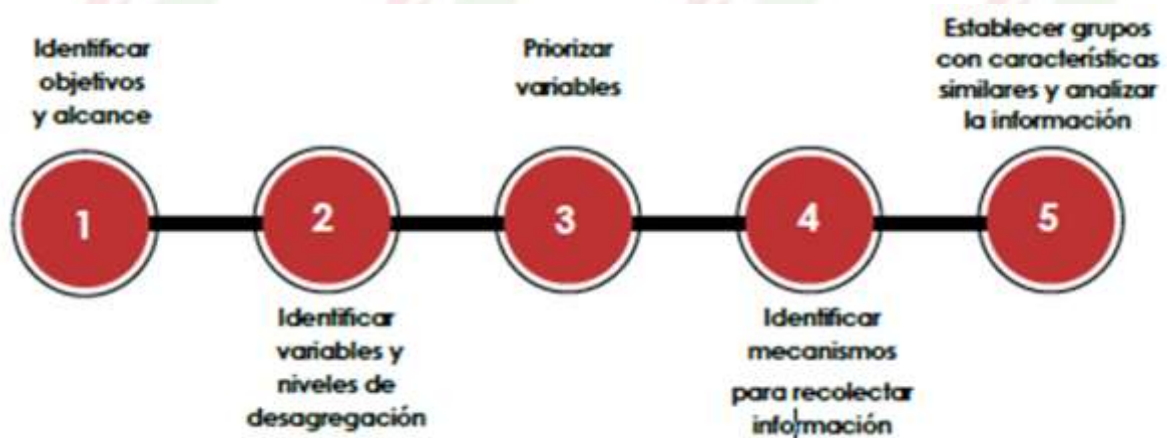 Identificar
objetivos
y alcance
1
2
Identificar
variables y
niveles de
desagregación
Priorizar
variables
3
4
Identificar
mecanismos
para recolectar
información
Establecer grupos
con características
similares y analizar
la información
5